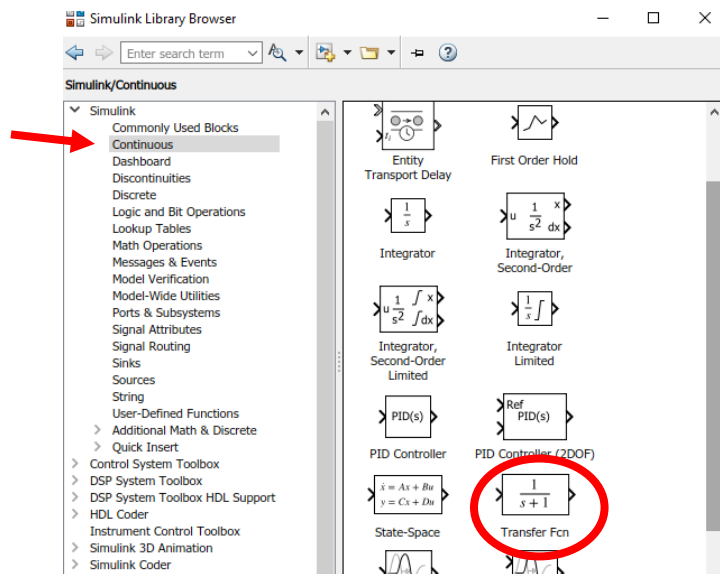 Simulink Library Browser
Enter search term
Simulink/Continuous
Simulink
Commonly Used Blocks
Continuous
Dashboard
Discontinuities
Discrete
Logic and Bit Operations
Lookup Tables
Math Operations
Messages & Events
Model Verification
Model-Wide Utilities
Ports & Subsystems
Signal Attributes
Signal Routing
Sinks
Sources
String
User-Defined Functions
Additional Math & Discrete
Quick Insert
Control System Toolbox
DSP System Toolbox
DSP System Toolbox HDL Support
HDL Coder
Instrument Control Toolbox
Simulink 3D Animation
Simulink Coder
Entity
Transport Delay
First Order Hold
1
s
Integrator
u 1 x
s² dx
Integrator,
Second-Order
u 1 ∫ x
s² ∫dx
Integrator,
Second-Order
Limited
1 ∫
s
Integrator
Limited
PID(s)
PID Controller
Ref
PID(s)
PID Controller (2DOF)
ẋ = Ax + Bu
y = Cx + Du
State-Space
1
s + 1
Transfer Fcn